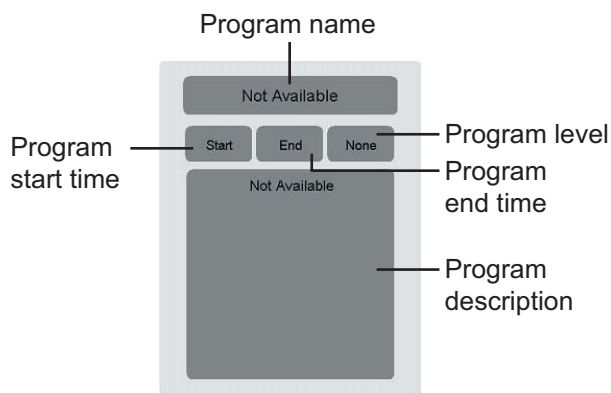 Program name
Not Available
Program
start time
Start
End
None
Program level
Program
end time
Not Available
Program
description